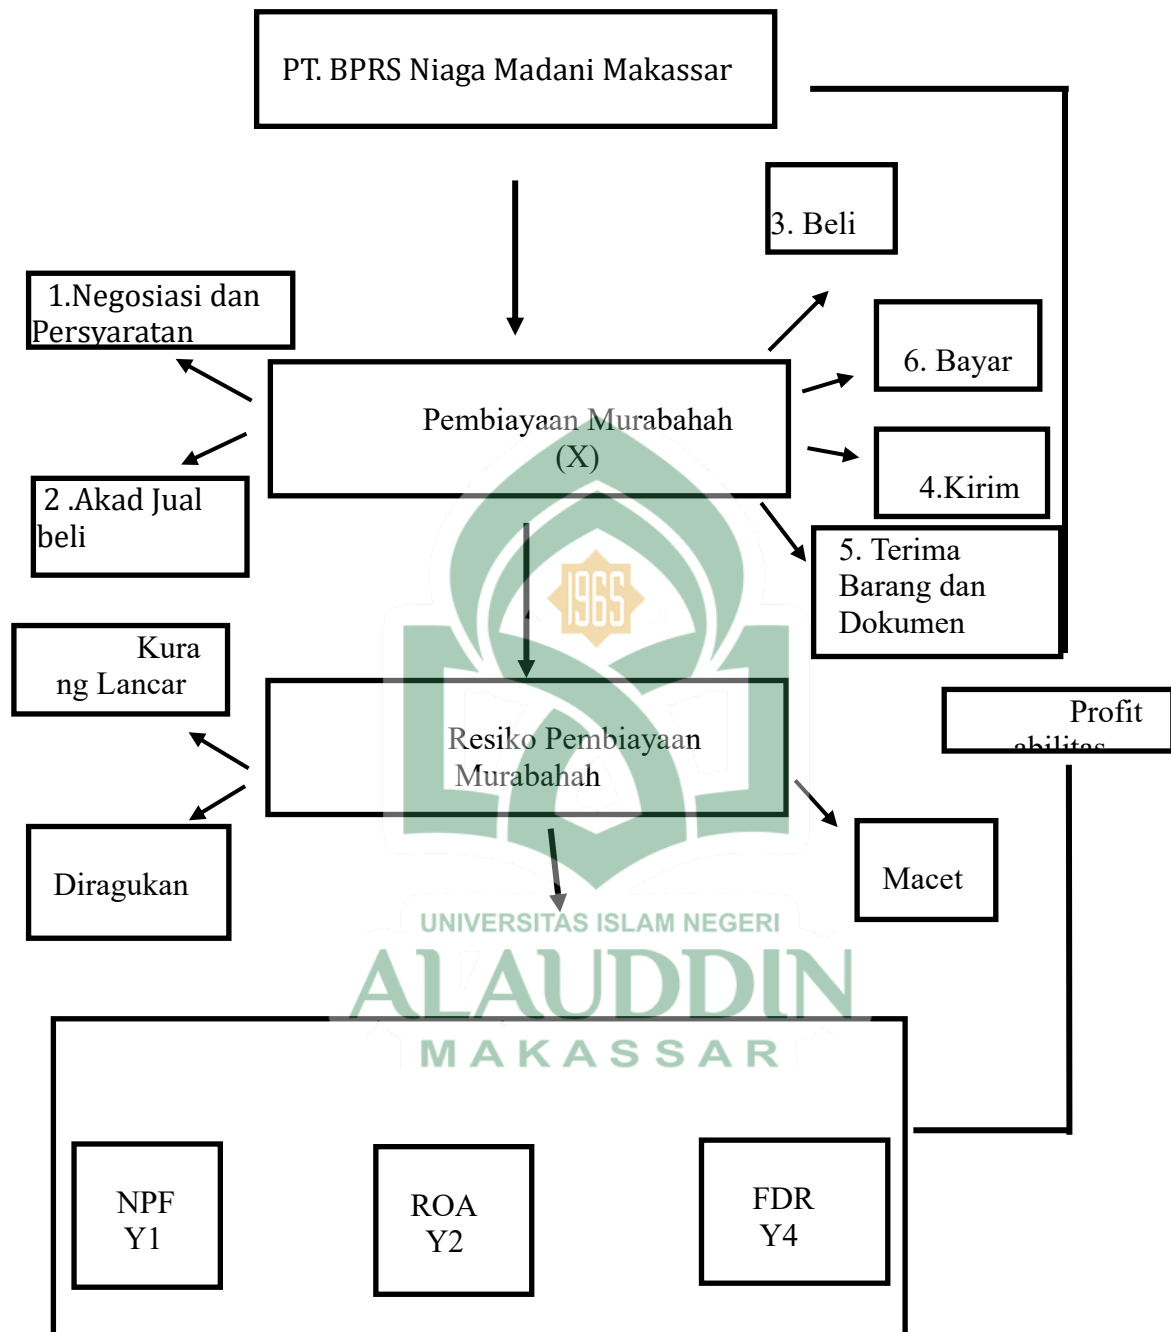 PT. BPRS Niaga Madani Makassar
3. Beli
1.Negosiasi dan
Persyaratan
6. Bayar
Pembiayaan Murabahah
(X)
4.Kirim
2 .Akad Jual
beli
5. Terima
Barang dan
Dokumen
1965
Kura
ng Lancar
Profit
abilitas
Resiko Pembiayaan
Murabahah
Diragukan
Macet
UNIVERSITAS ISLAM NEGERI
ALAUDDIN
MAKASSAR
NPF
Y1
ROA
Y2
FDR
Y4